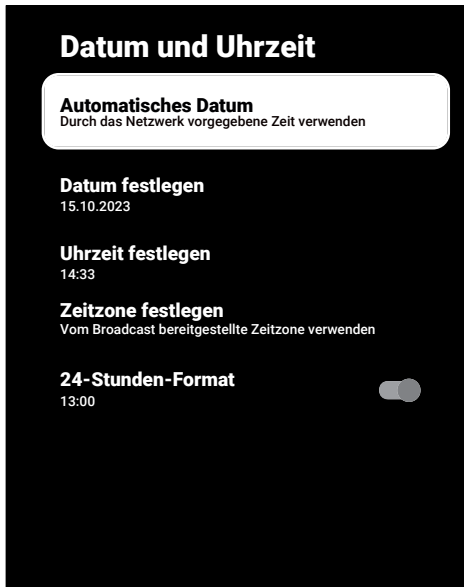 Datum und Uhrzeit
Automatisches Datum
Durch das Netzwerk vorgegebene Zeit verwenden
Datum festlegen
15.10.2023
Uhrzeit festlegen
14:33
Zeitzone festlegen
Vom Broadcast bereitgestellte Zeitzone verwenden
24-Stunden-Format
13:00